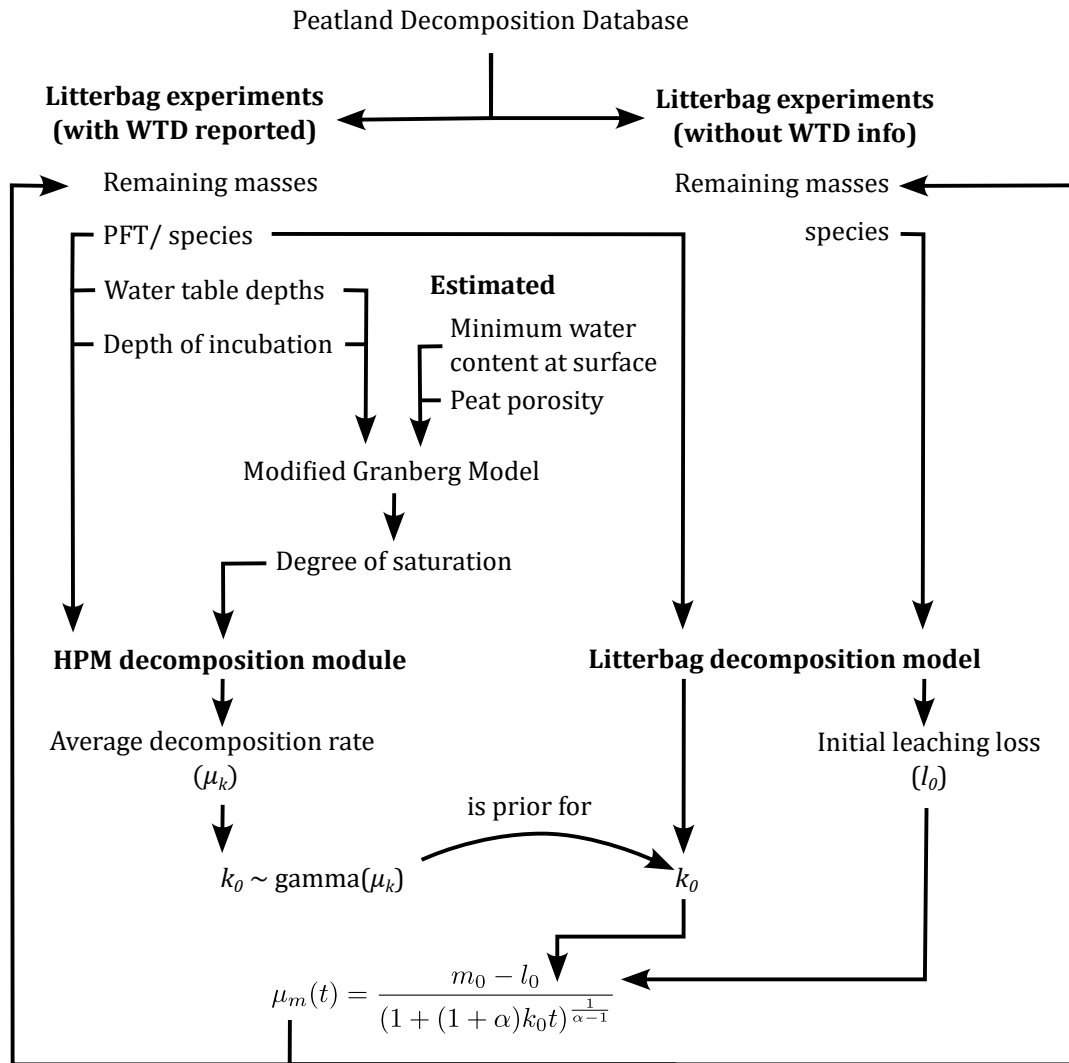 Peatland Decomposition Database
Litterbag experiments
(with WTD reported)
Litterbag experiments
(without WTD info)
Remaining masses
Remaining masses
PFT/ species
species
Water table depths
Estimated
Depth of incubation
Minimum water
content at surface
Peat porosity
Modified Granberg Model
Degree of saturation
HPM decomposition module
Litterbag decomposition model
Average decomposition rate
(μ_k)
Initial leaching loss
(l_0)
is prior for
k_0 ~ gamma(μ_k)
k_0
μ_m(t) = \frac{m_0 − l_0}{(1 + (1 + α)k_0t)^{\frac{1}{α−1}}}